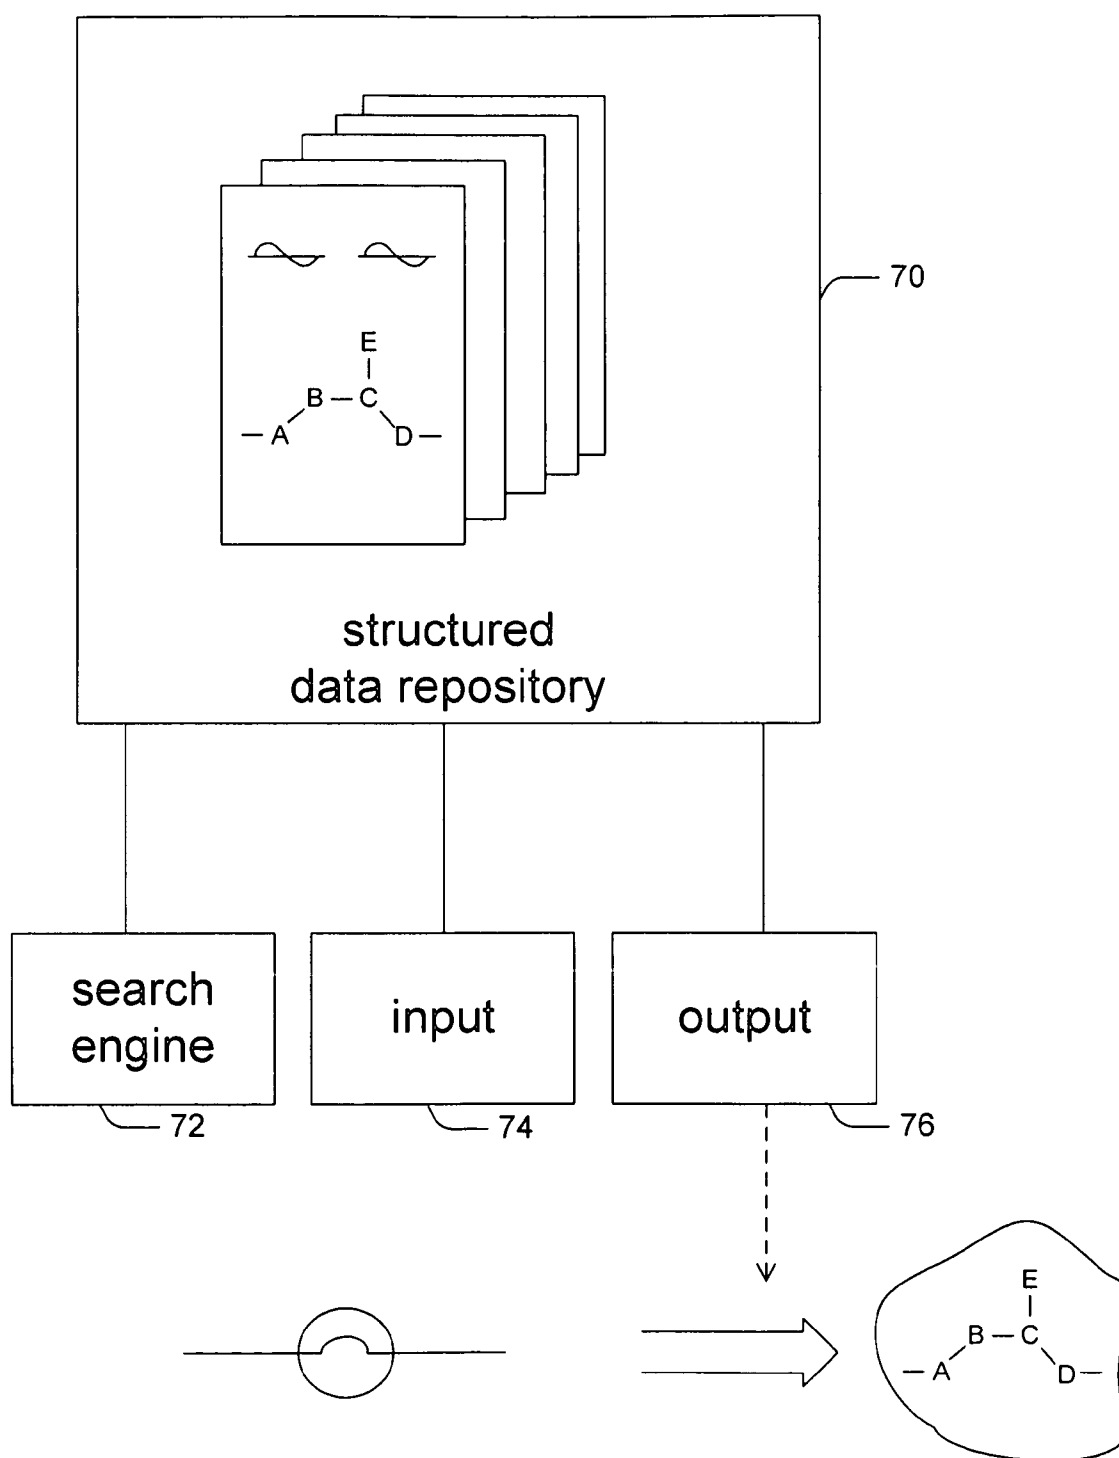 70
E
B — C
— A
D —
structured
data repository
search
engine
input
output
72
74
76
E
B — C
— A
D —